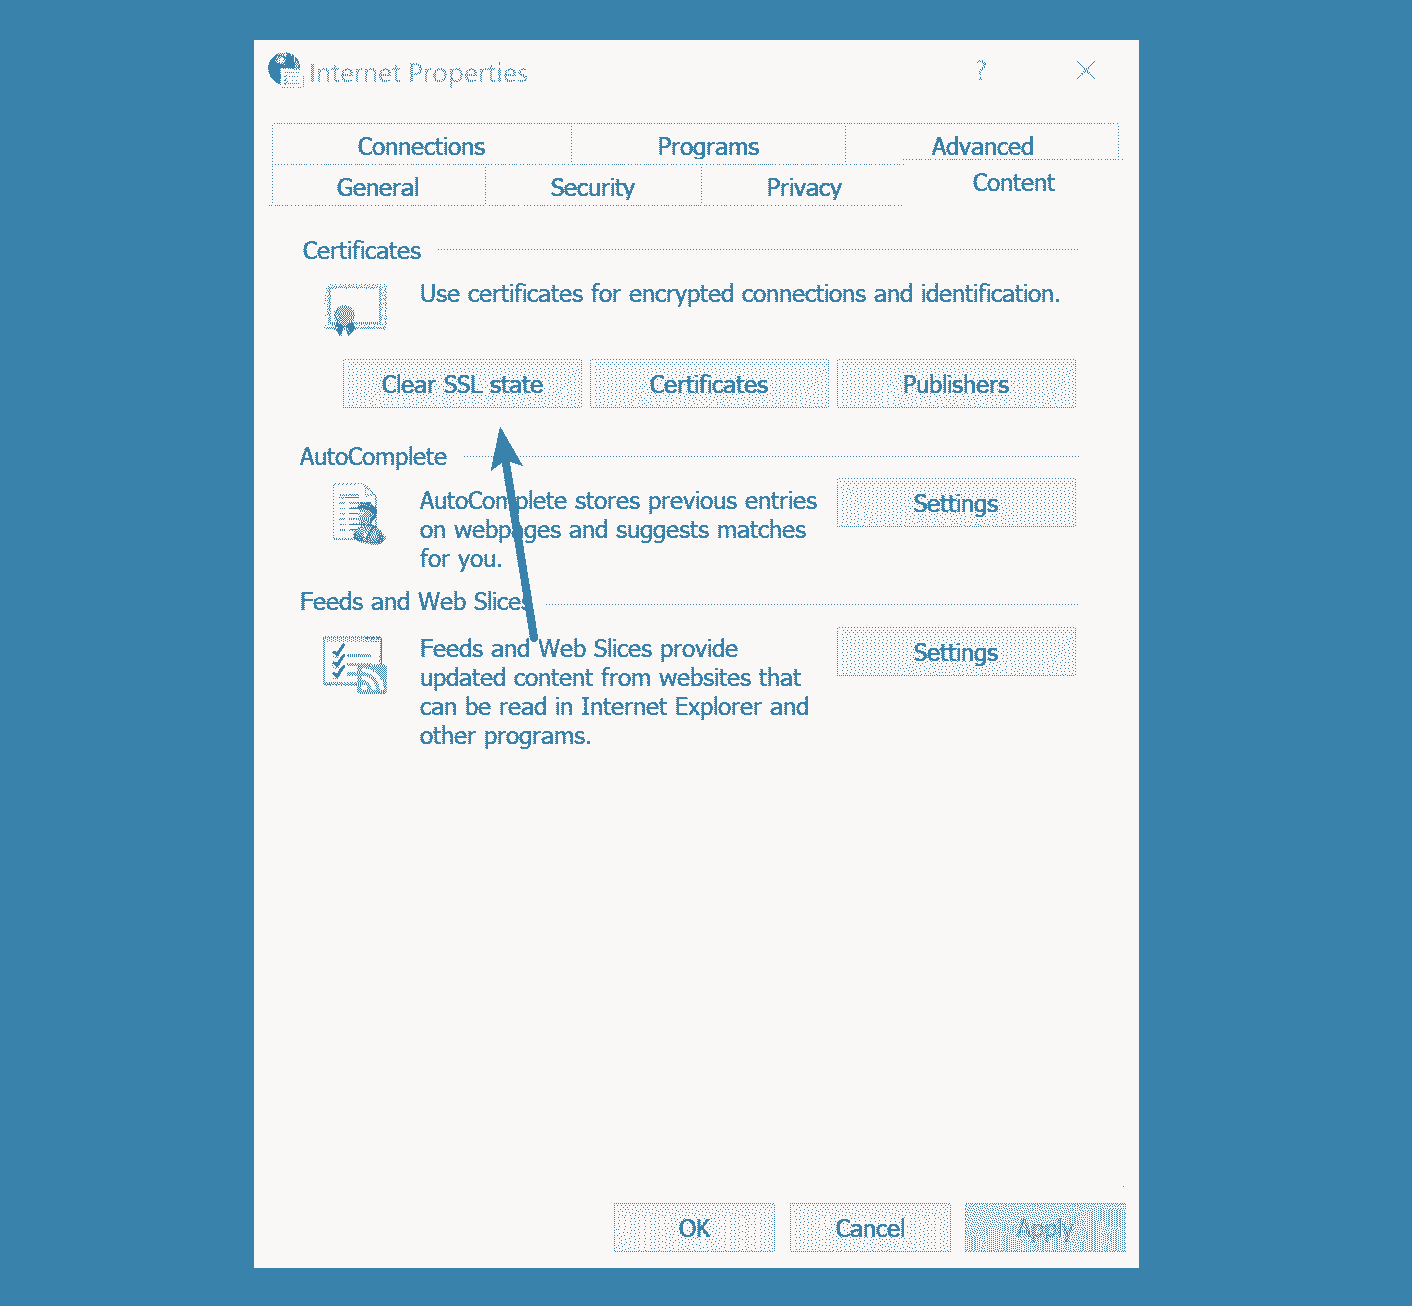 Internet Properties
?
Connections
Programs
Advanced
General
Security
Privacy
Content
Certificates
Use certificates for encrypted connections and identification.
Clear SSL state
Certificates
Publishers
AutoComplete
AutoComplete stores previous entries
on webpages and suggests matches
for you.
Settings
Feeds and Web Slices
Feeds and Web Slices provide
updated content from websites that
can be read in Internet Explorer and
other programs.
Settings
OK
Cancel
Apply